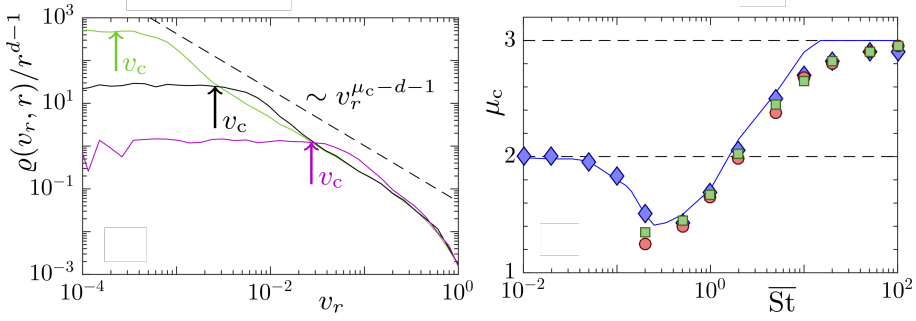 10^3
10^1
10^{-1}
10^{-3}
ϱ(v_r, r)/r^{d−1}
v_c
v_c
v_c
∼ v_r^{μ_c−d−1}
10^{−4}
10^{−2}
10^0
v_r
3
2
1
μ_c
10^{−2}
10^0
10^2
\overline{St}